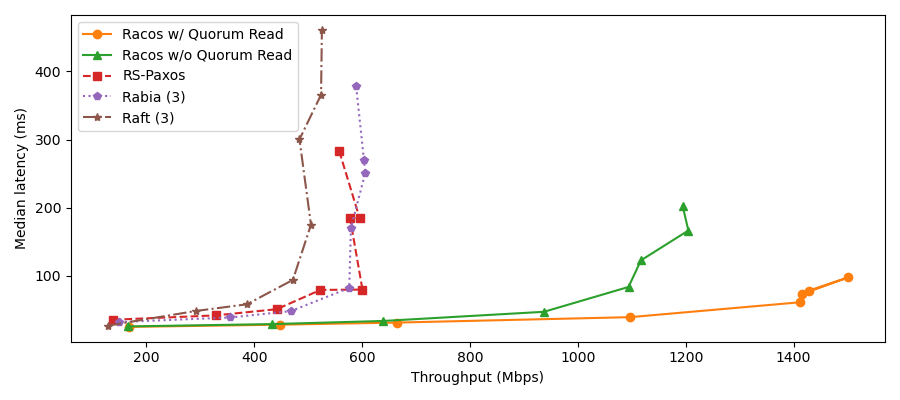 Racos w/ Quorum Read
Racos w/o Quorum Read
RS-Paxos
Rabia (3)
Raft (3)
Median latency (ms)
400
300
200
100
200
400
600
800
1000
1200
1400
Throughput (Mbps)